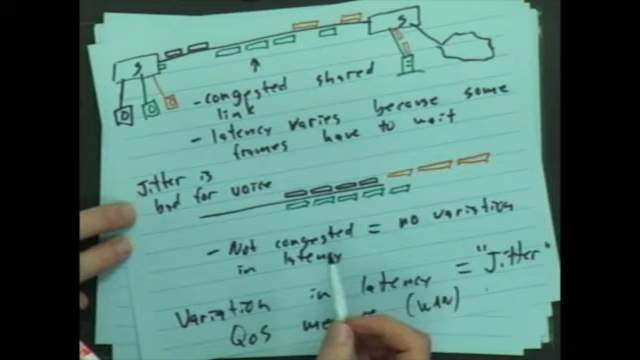 S
S
- congested shared
link
- latency varies because some
frames have to wait
Jitter is
bad for voice
- Not congested = no variation
in latency
Variation in latency = "Jitter"
QoS (WAN)